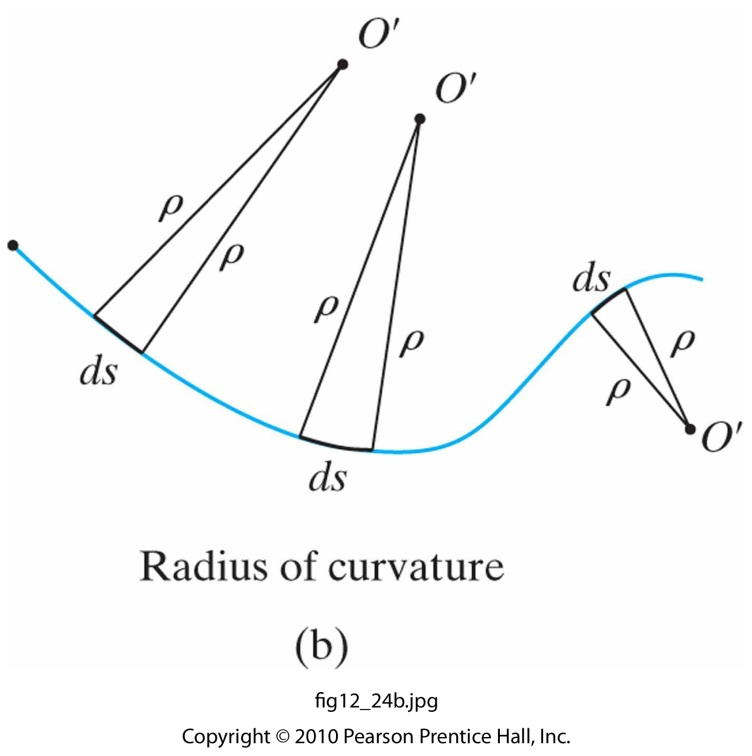 O'
O'
ρ
ρ
ρ
ρ
ds
ds
ds
ρ
ρ
O'
Radius of curvature
(b)
fig12_24b.jpg
Copyright © 2010 Pearson Prentice Hall, Inc.